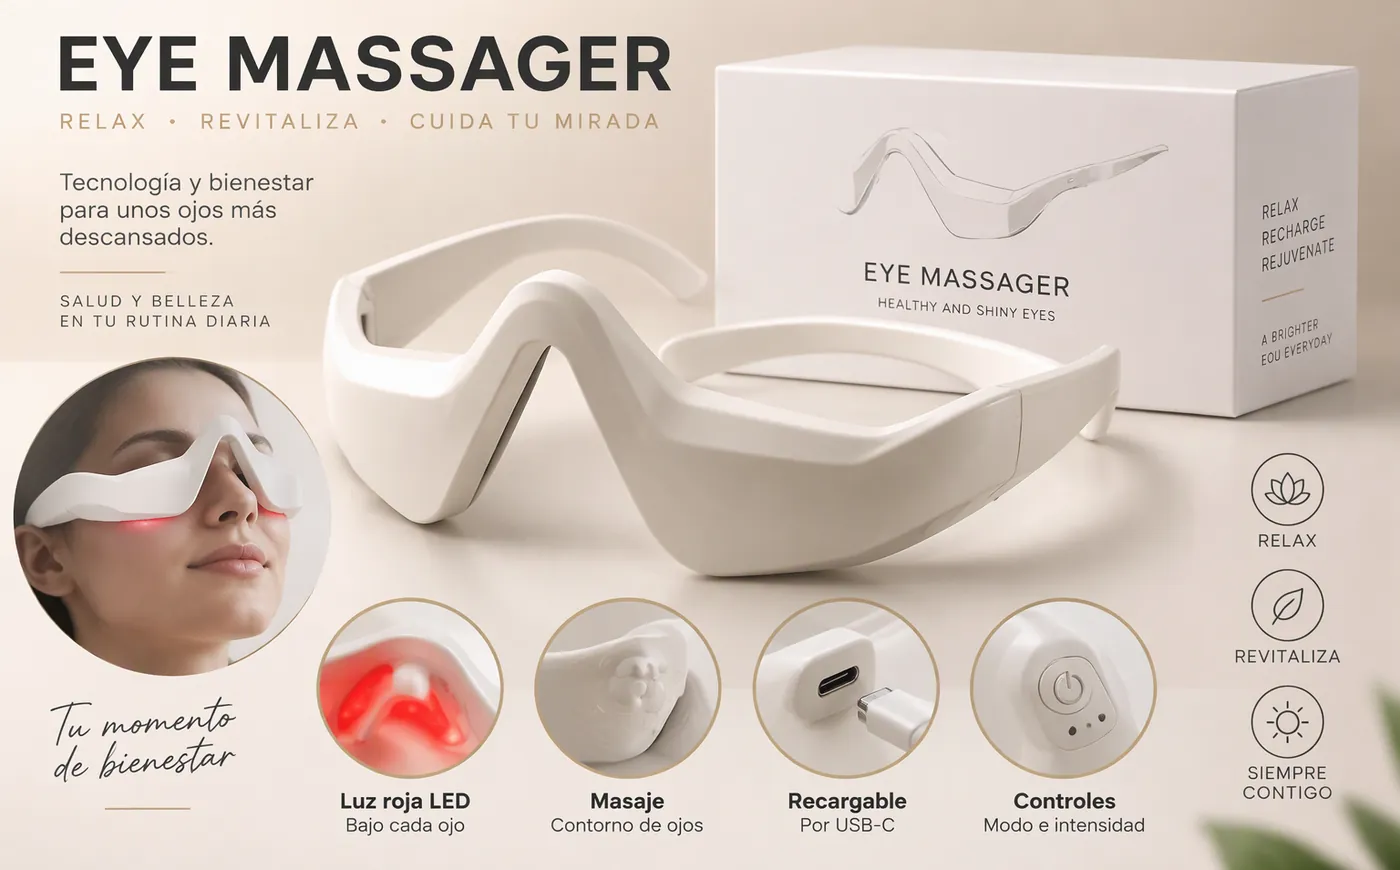 EYE MASSAGER
RELAX • REVITALIZA • CUIDA TU MIRADA
Tecnología y bienestar
para unos ojos más
descansados.
SALUD Y BELLEZA
EN TU RUTINA DIARIA
EYE MASSAGER
HEALTHY AND SHINY EYES
RELAX
RECHARGE
REJUVENATE
A BRIGHTER
EOU EVERYDAY
RELAX
REVITALIZA
SIEMPRE
CONTIGO
Tu momento
de bienestar
Luz roja LED
Bajo cada ojo
Masaje
Contorno de ojos
Recargable
Por USB-C
Controles
Modo e intensidad